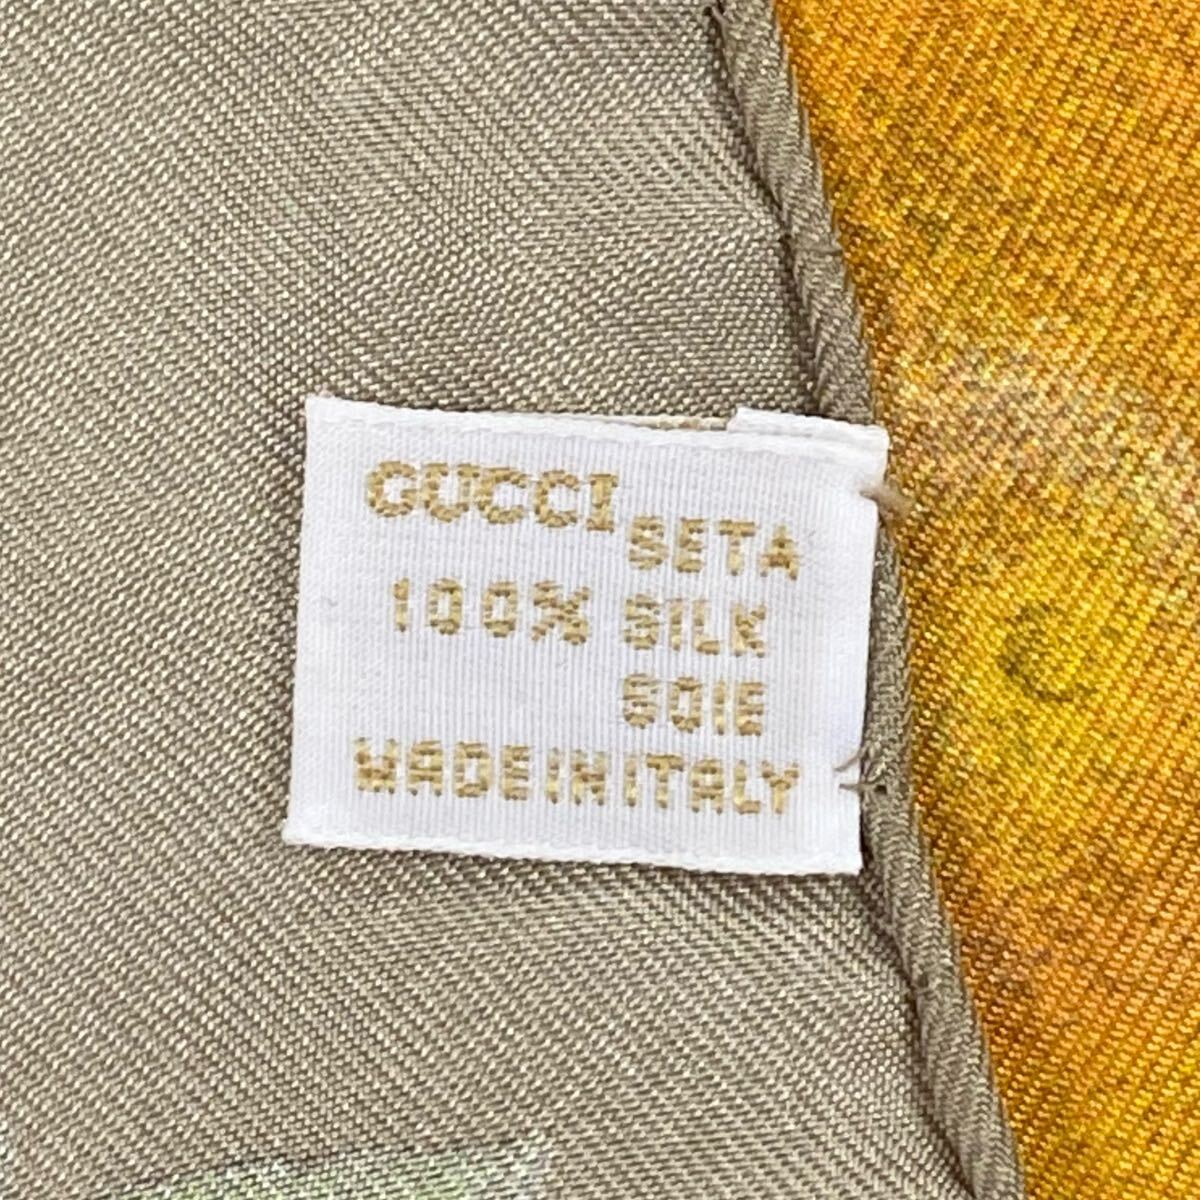 GUCCI
SETA
100% SILK
SOIE
MADE IN ITALY